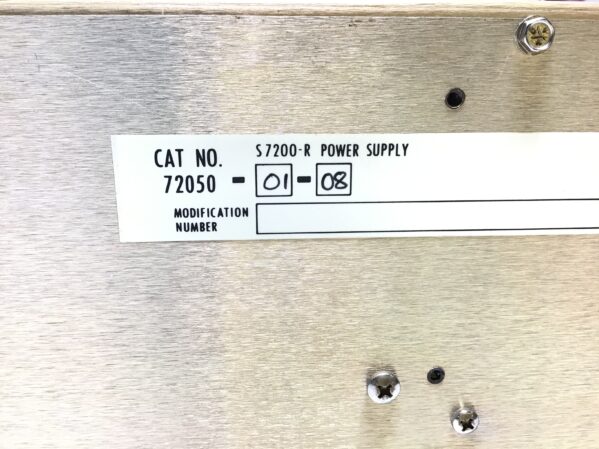 S7200-R POWER SUPPLY
CAT NO.
72050 - 01 - 08
MODIFICATION
NUMBER